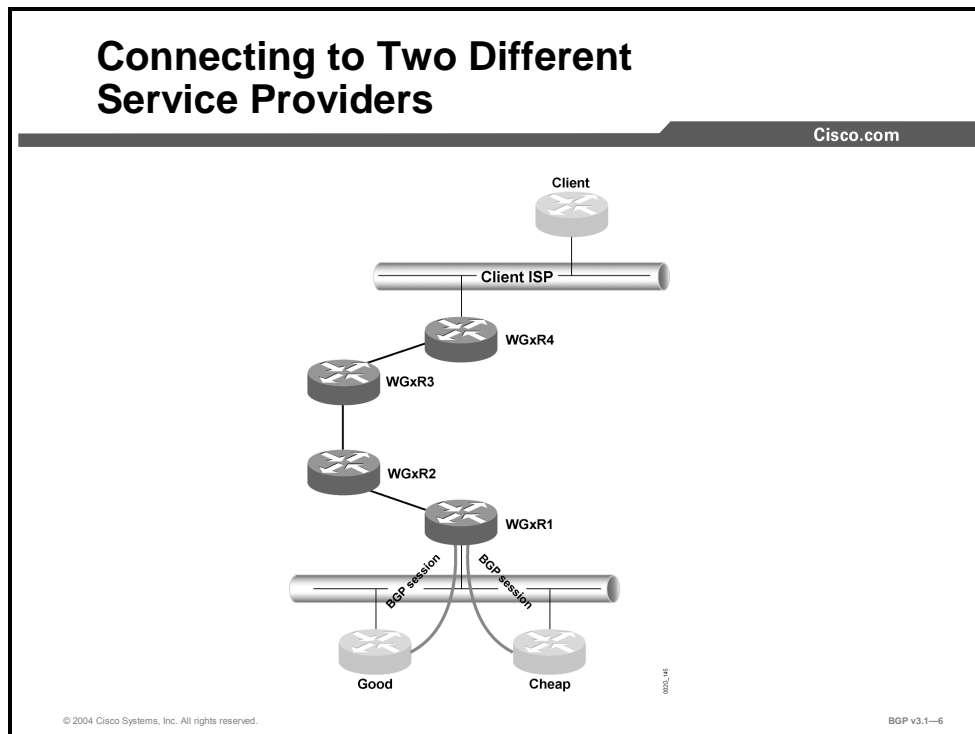 Connecting to Two Different
Service Providers
Cisco.com
Client
Client ISP
WGxR4
WGxR3
WGxR2
WGxR1
BGP session
BGP session
Good
Cheap
002G_145
© 2004 Cisco Systems, Inc. All rights reserved.
BGP v3.1—6